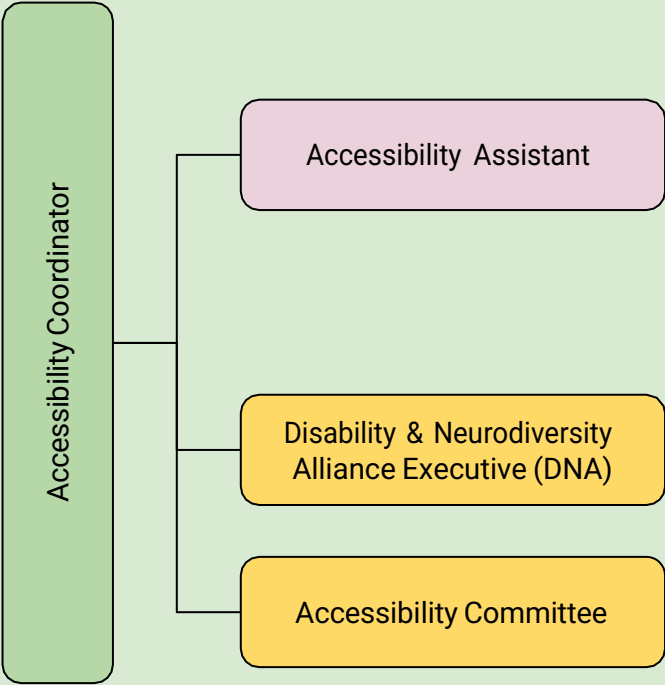 Accessibility Coordinator
Accessibility Assistant
Disability & Neurodiversity
Alliance Executive (DNA)
Accessibility Committee